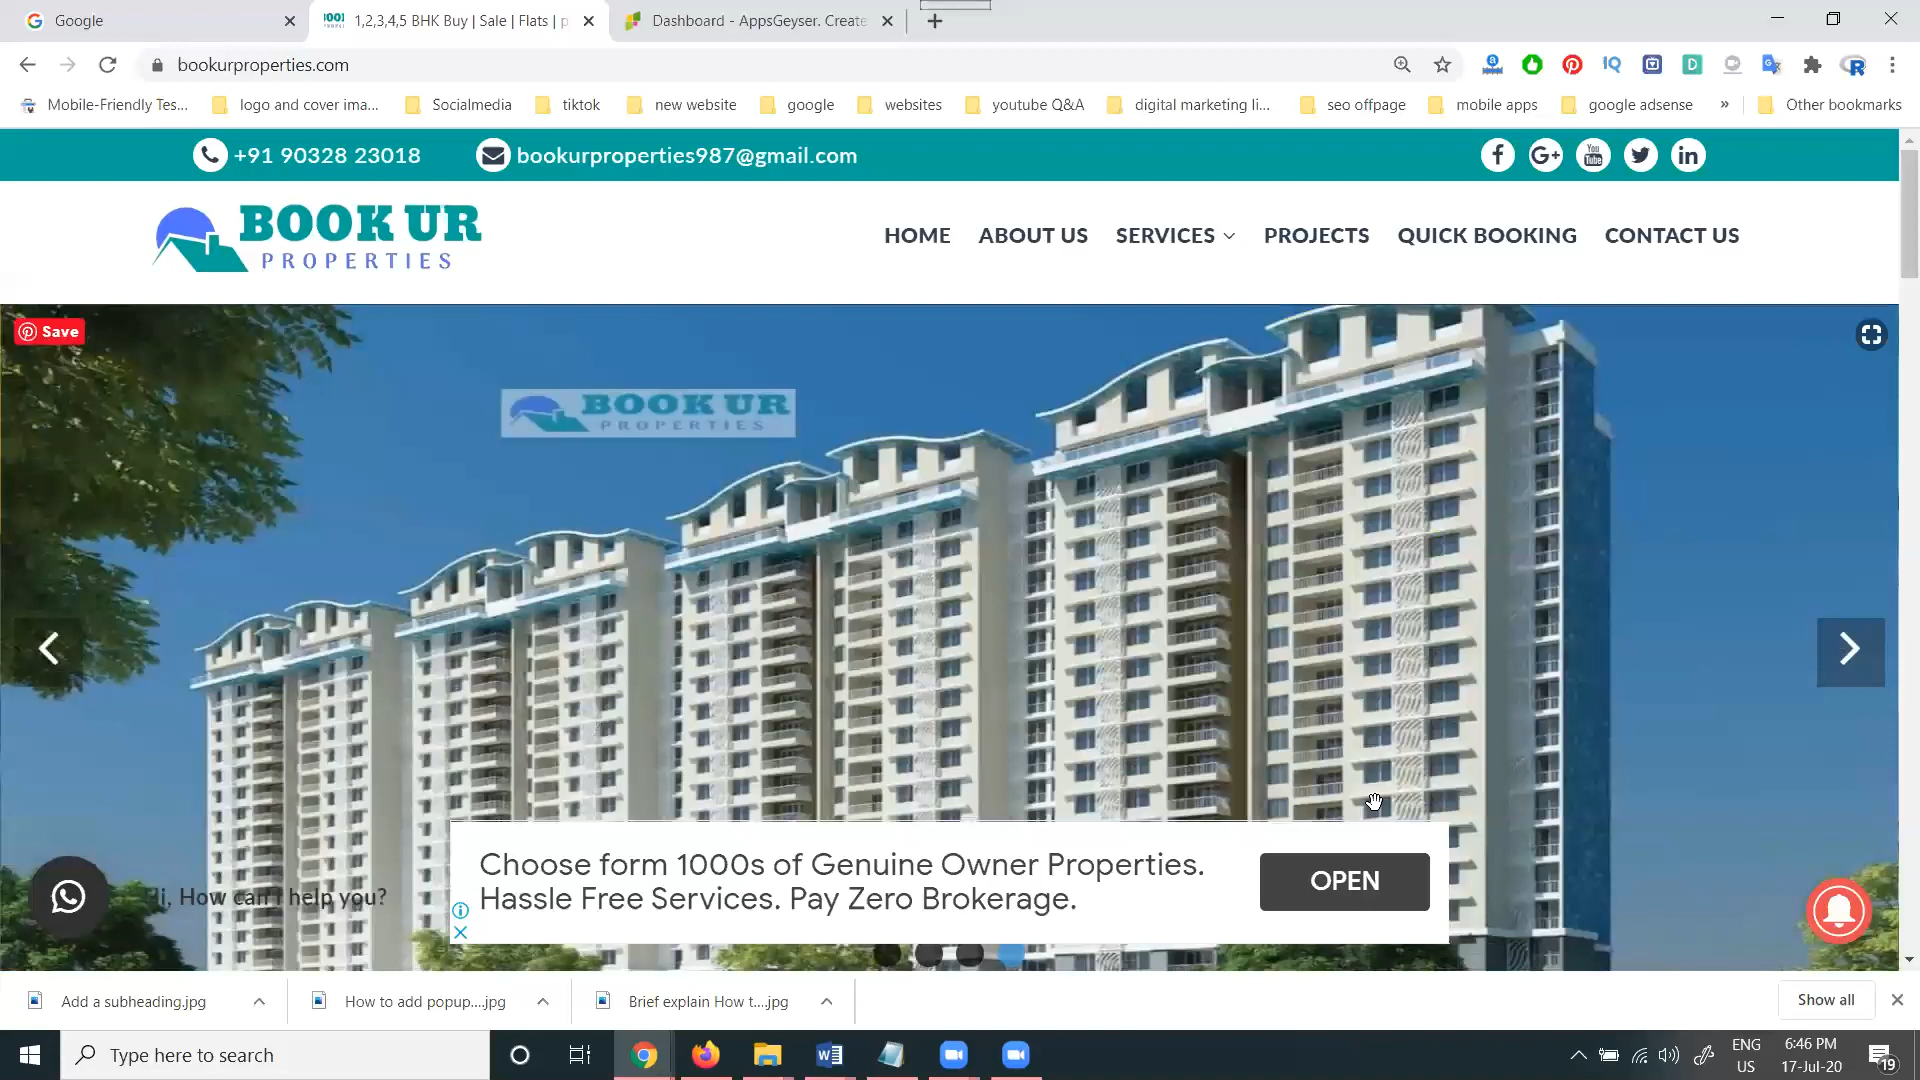 Google
1,2,3,4,5 BHK Buy | Sale | Flats | p
Dashboard - AppsGeyser. Create
bookurproperties.com
Mobile-Friendly Tes...
logo and cover ima...
Socialmedia
tiktok
new website
google
websites
youtube Q&A
digital marketing li...
seo offpage
mobile apps
google adsense
»
Other bookmarks
+91 90328 23018
bookurproperties987@gmail.com
BOOK UR
PROPERTIES
HOME
ABOUT US
SERVICES
PROJECTS
QUICK BOOKING
CONTACT US
Save
BOOK UR
PROPERTIES
Choose form 1000s of Genuine Owner Properties.
Hassle Free Services. Pay Zero Brokerage.
OPEN
How can I help you?
Add a subheading.jpg
How to add popup....jpg
Brief explain How t....jpg
Show all
Type here to search
ENG
US
6:46 PM
17-Jul-20
19